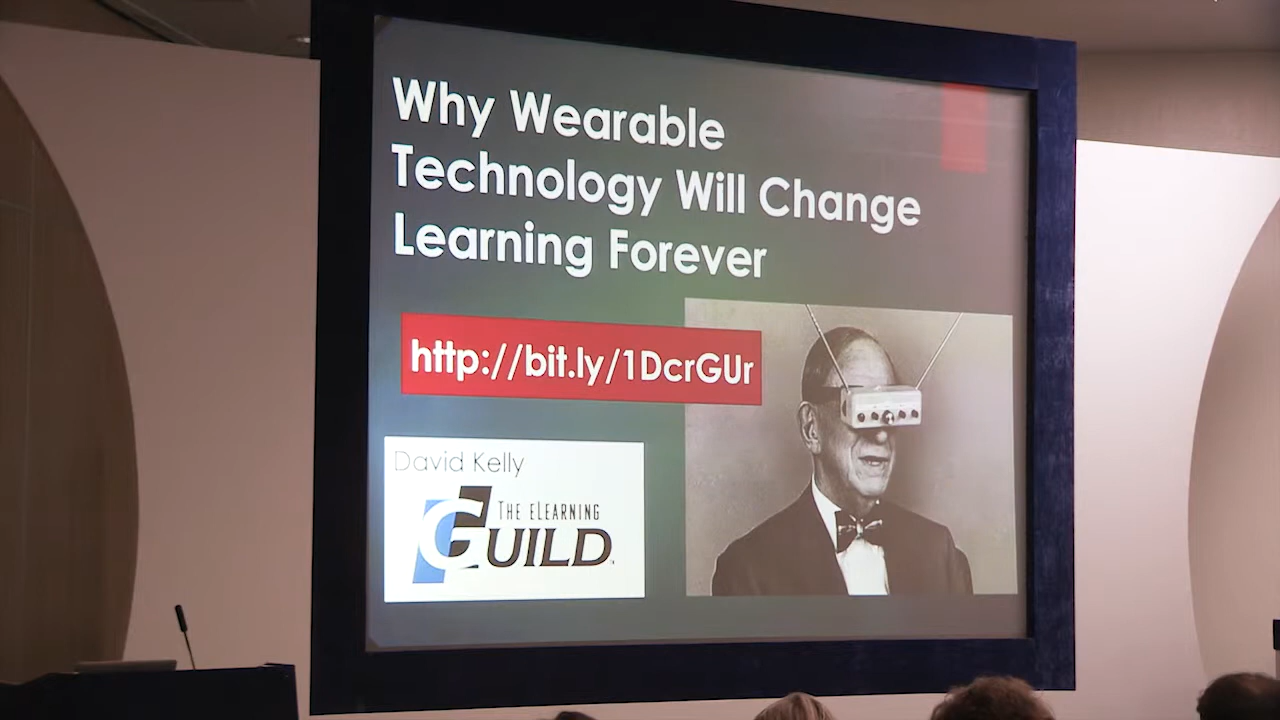 Why Wearable
Technology Will Change
Learning Forever
http://bit.ly/1DcrGUr
David Kelly
THE ELEARNING
GUILD